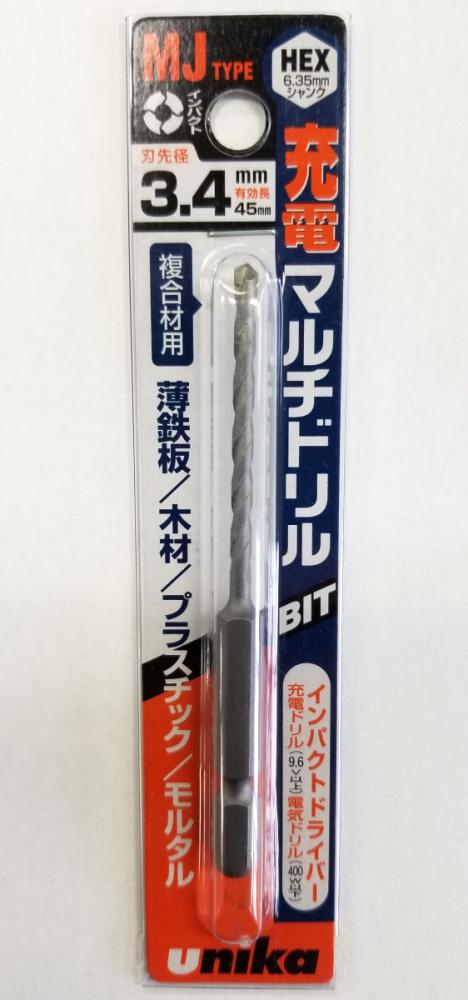 MJ TYPE
インパクト
HEX
6.35mm
シャンク
刃先径
3.4mm
有効長
45mm
充電マルチドリル
BIT
複合材用
薄鉄板/木材/プラスチック/モルタル
インパクトドライバー
充電ドリル(9.6V以上)電気ドリル(400W以下)
unika